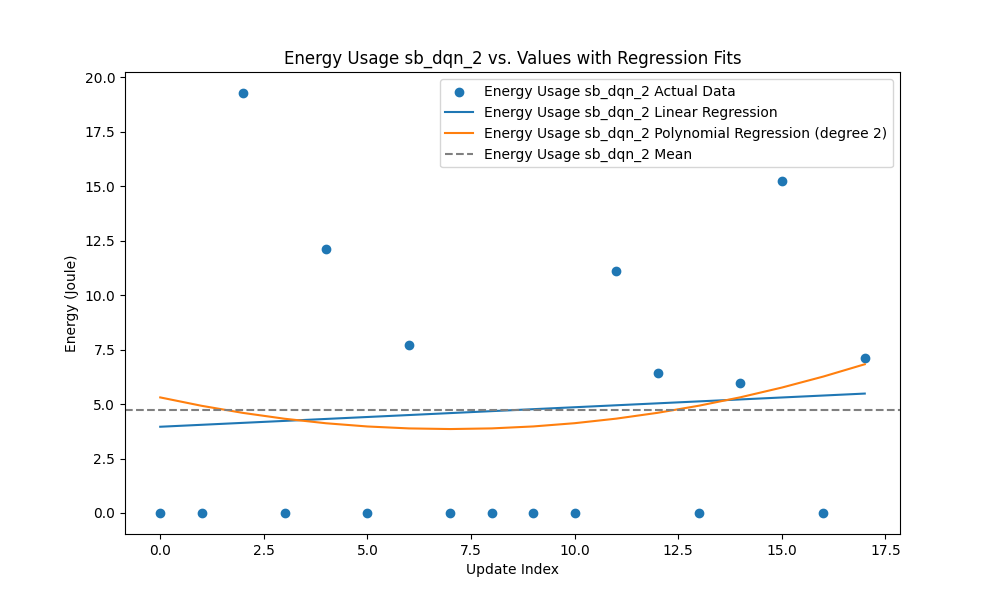 Energy Usage sb_dqn_2 vs. Values with Regression Fits
Energy Usage sb_dqn_2 Actual Data
Energy Usage sb_dqn_2 Linear Regression
Energy Usage sb_dqn_2 Polynomial Regression (degree 2)
Energy Usage sb_dqn_2 Mean
Energy (Joule)
20.0
17.5
15.0
12.5
10.0
7.5
5.0
2.5
0.0
0.0 2.5 5.0 7.5 10.0 12.5 15.0 17.5
Update Index